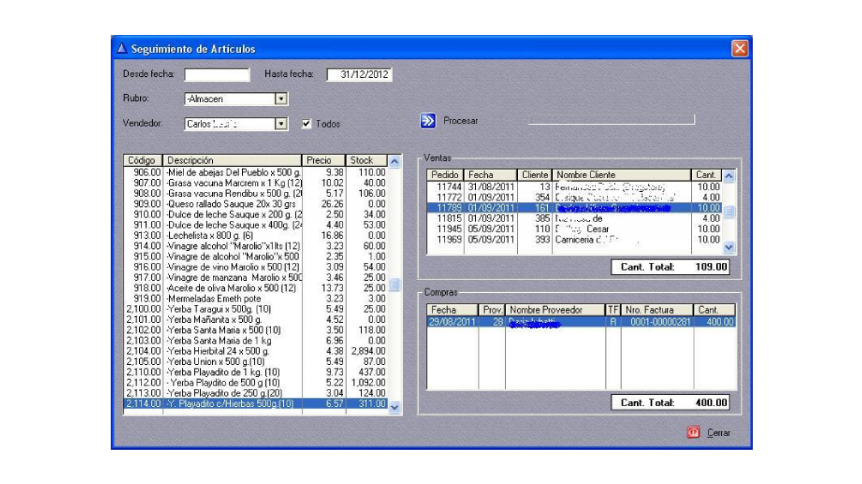 Seguimiento de Artículos
Desde fecha: Hasta fecha: 31/12/2012
Rubro: -Almacen
Vendedor: Carlos Todos
Procesar
Código Descripción Precio Stock
906.00 -Miel de abejas Del Pueblo x 500 g. 9.38 110.00
907.00 -Grasa vacuna Marcrem x 1 Kg (12) 10.02 40.00
908.00 -Grasa vacuna Rendibu x 500 g. (20 5.17 106.00
909.00 -Queso rallado Sauque 20x 30 grs 26.26 0.00
910.00 -Dulce de leche Sauque x 200 g. (2 2.50 34.00
911.00 -Dulce de leche Sauque x 400g. (24 4.40 53.00
913.00 -Lechelista x 800 g. (6) 16.86 0.00
914.00 -Vinagre alcohol "Marolio"x1lts (12) 3.23 60.00
915.00 -Vinagre de alcohol "Marolio"x 500 2.35 1.00
916.00 -Vinagre de vino Marolio x 500 (12) 3.09 54.00
917.00 -Vinagre de manzana Marolio x 500 3.46 25.00
918.00 -Aceite de oliva Marolio x 500 (12) 13.73 25.00
919.00 -Mermeladas Emeth pote 3.23 3.00
2,100.00 -Yerba Taragui x 500g. (10) 5.49 25.00
2,101.00 -Yerba Mañanita x 500 g. 4.52 0.00
2,102.00 -Yerba Santa Maria x 500 (10) 3.50 118.00
2,103.00 -Yerba Santa Maria de 1 kg 6.96 0.00
2,104.00 -Yerba Hierbital 24 x 500 g. 4.38 2,894.00
2,105.00 -Yerba Union x 500 g.(10) 5.49 87.00
2,110.00 -Yerba Playadito de 1 kg. (10) 9.73 437.00
2,112.00 - Yerba Playdito de 500 g (10) 5.22 1,092.00
2,113.00 -Yerba Playadito de 250 g.(20) 3.04 124.00
2,114.00 -Y. Playadito c/Hierbas 500g.(10) 6.57 311.00
Ventas
Pedido Fecha Cliente Nombre Cliente Cant.
11744 31/08/2011 13 10.00
11772 01/09/2011 354 4.00
11789 01/09/2011 161 10.00
11815 01/09/2011 385 de 4.00
11945 05/09/2011 110 Cesar 10.00
11969 05/09/2011 393 Carniceria 10.00
Cant. Total: 109.00
Compras
Fecha Prov. Nombre Proveedor TF Nro. Factura Cant.
29/08/2011 28 R 0001-00000281 400.00
Cant. Total: 400.00
Cerrar